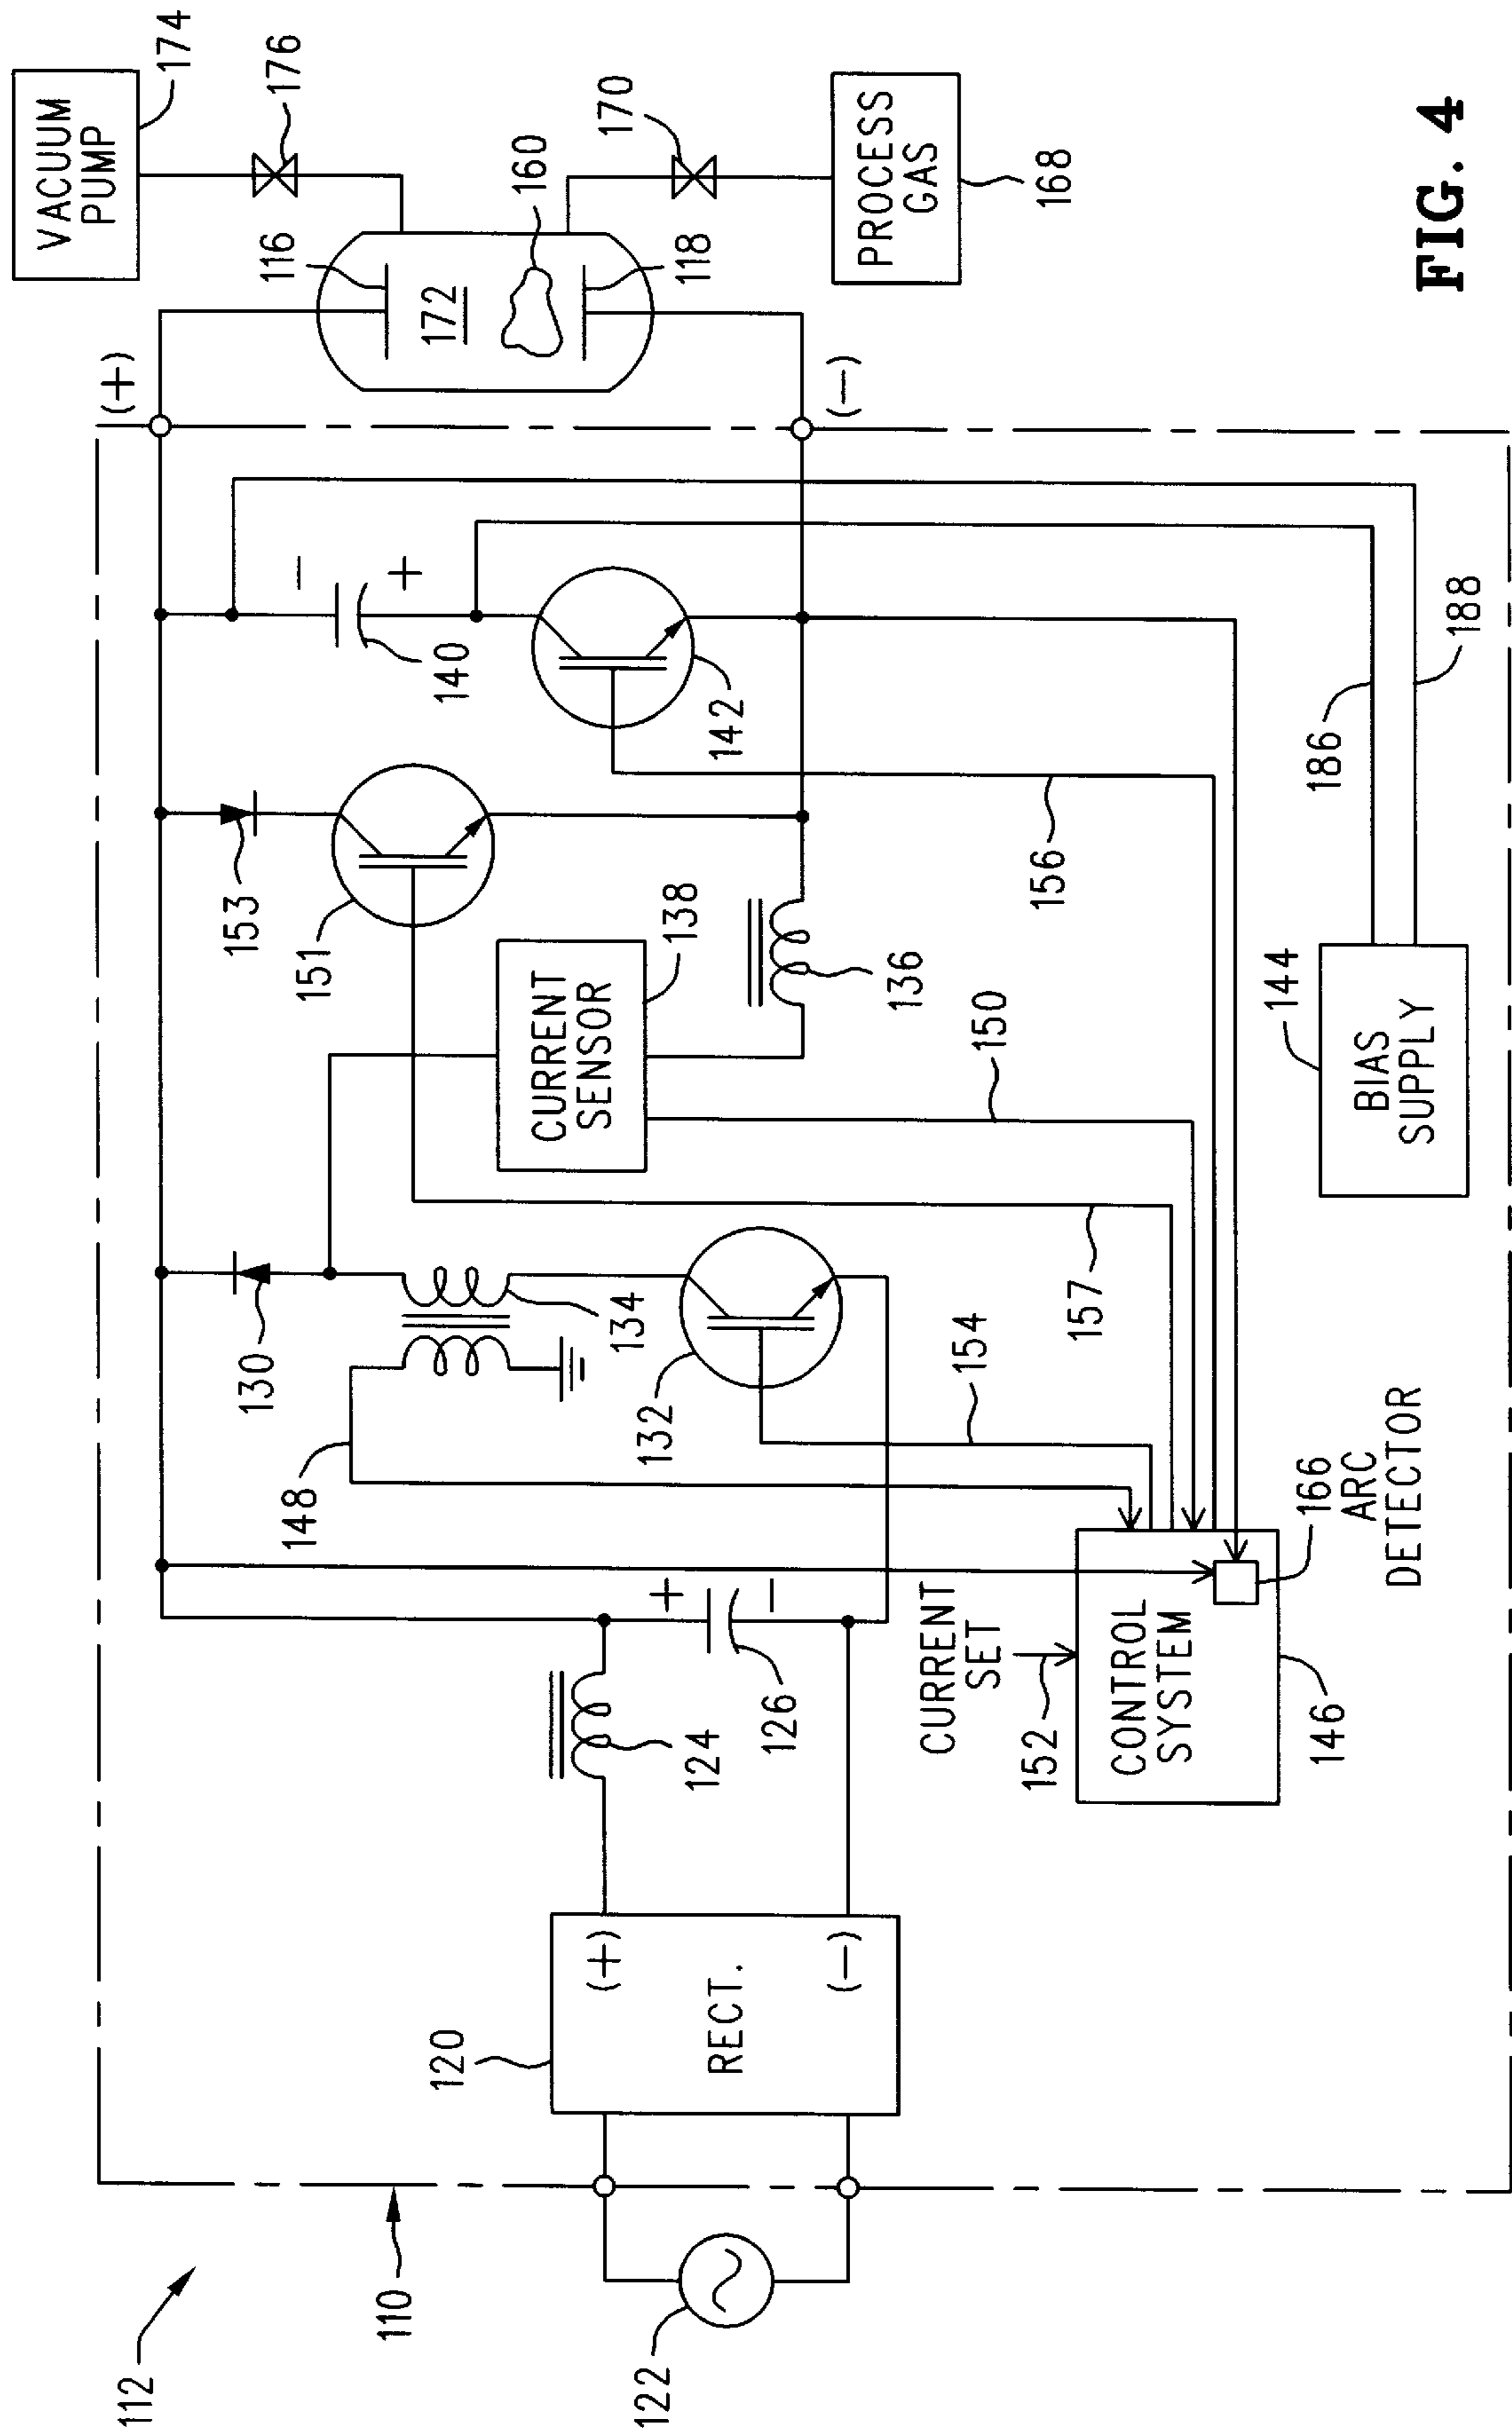 112
110
122
120
RECT.
(+)
(−)
124
126
+
−
148
130
134
132
154
157
CURRENT
SET
152
CONTROL
SYSTEM
146
166
ARC
DETECTOR
CURRENT
SENSOR
138
150
136
151
153
156
140
−
+
142
144
BIAS
SUPPLY
186
188
(+)
(−)
116
172
160
118
VACUUM
PUMP
174
176
170
PROCESS
GAS
168
FIG. 4